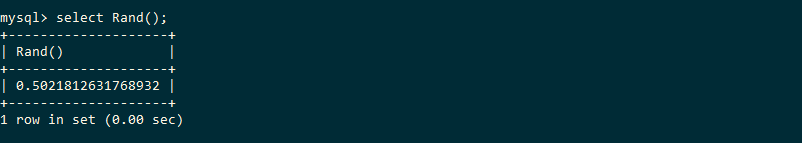 mysql> select Rand();
+--------------------+
| Rand()             |
+--------------------+
| 0.5021812631768932 |
+--------------------+
1 row in set (0.00 sec)